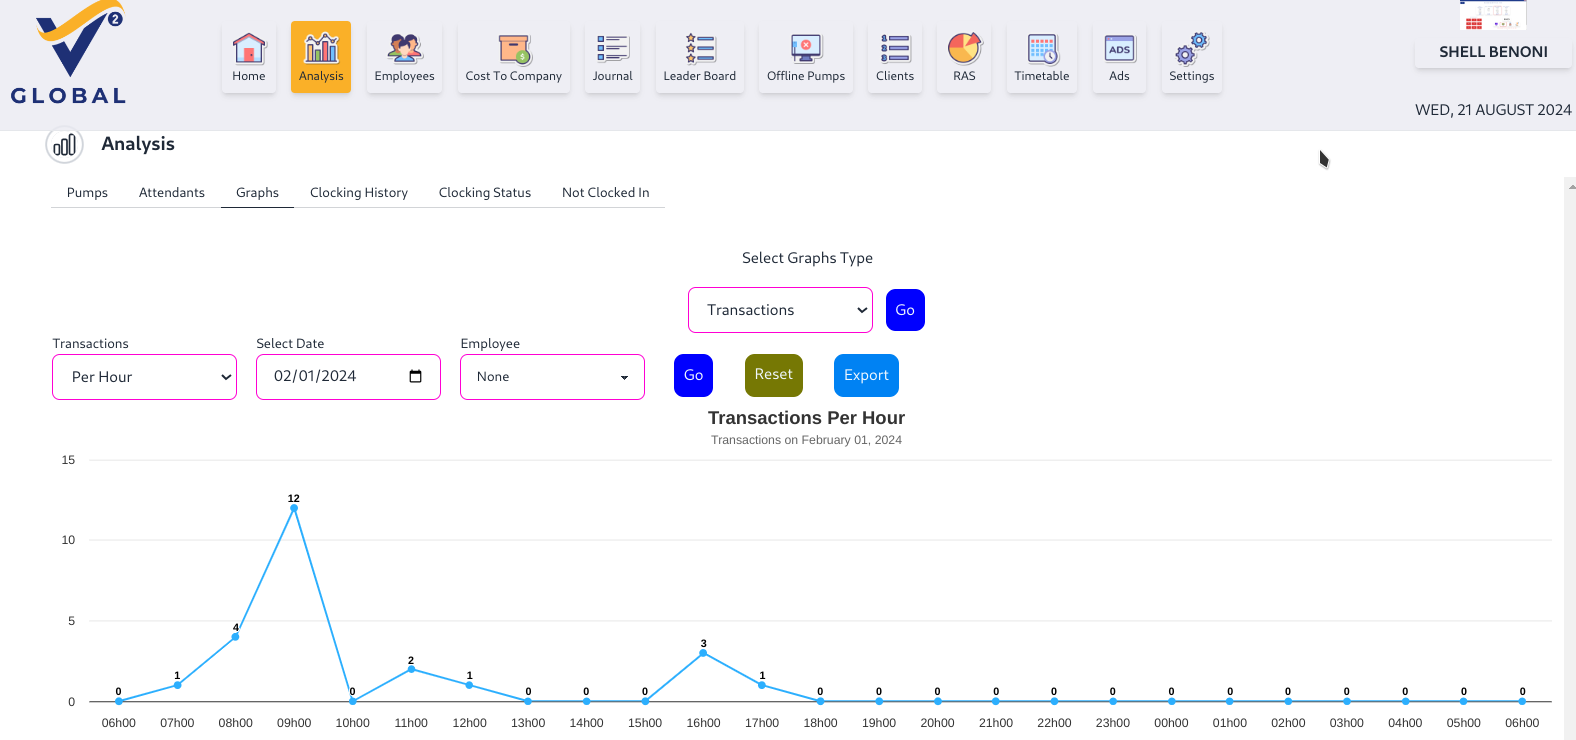 2
GLOBAL
Home
Analysis
Employees
Cost To Company
Journal
Leader Board
Offline Pumps
Clients
RAS
Timetable
ADS
Ads
Settings
SHELL BENONI
WED, 21 AUGUST 2024
Analysis
Pumps
Attendants
Graphs
Clocking History
Clocking Status
Not Clocked In
Select Graphs Type
Transactions
Go
Transactions
Select Date
Employee
Per Hour
02/01/2024
None
Go
Reset
Export
Transactions Per Hour
Transactions on February 01, 2024
15
10
5
0
0 1 4 12 0 2 1 0 0 0 3 1 0 0 0 0 0 0 0 0 0 0 0 0 0
06h00 07h00 08h00 09h00 10h00 11h00 12h00 13h00 14h00 15h00 16h00 17h00 18h00 19h00 20h00 21h00 22h00 23h00 00h00 01h00 02h00 03h00 04h00 05h00 06h00